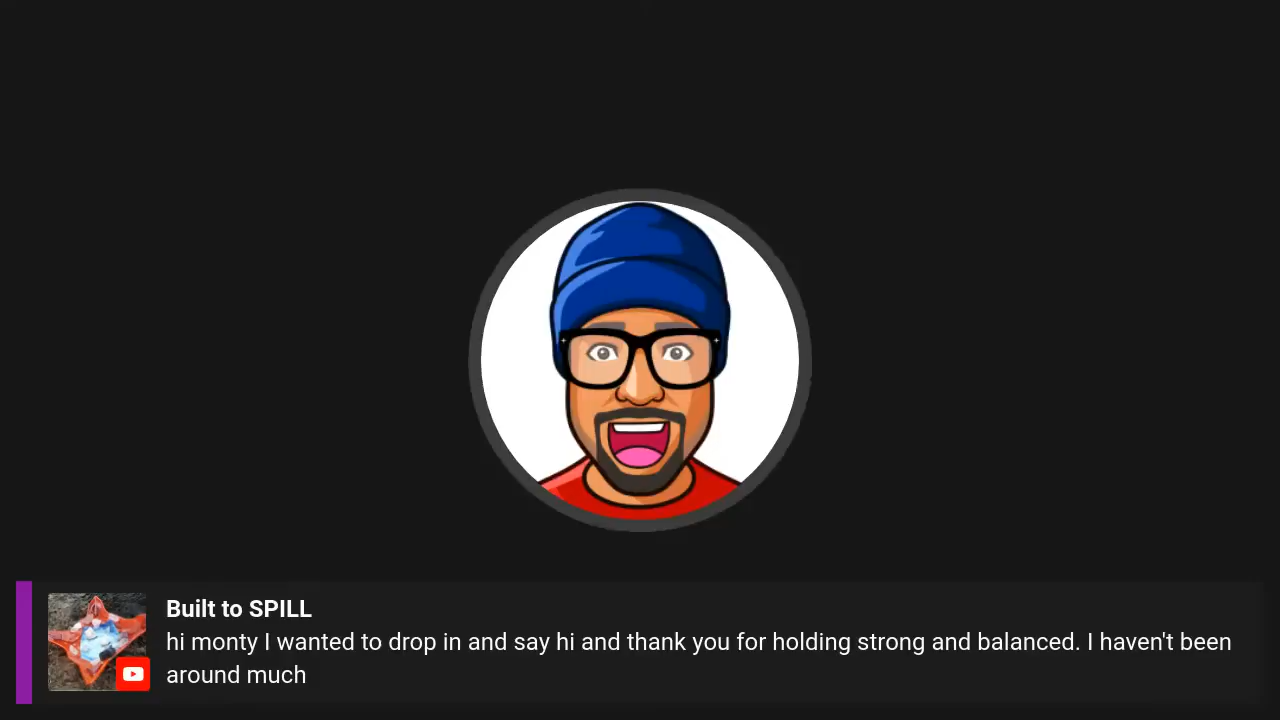 Built to SPILL
hi monty I wanted to drop in and say hi and thank you for holding strong and balanced. I haven't been
around much